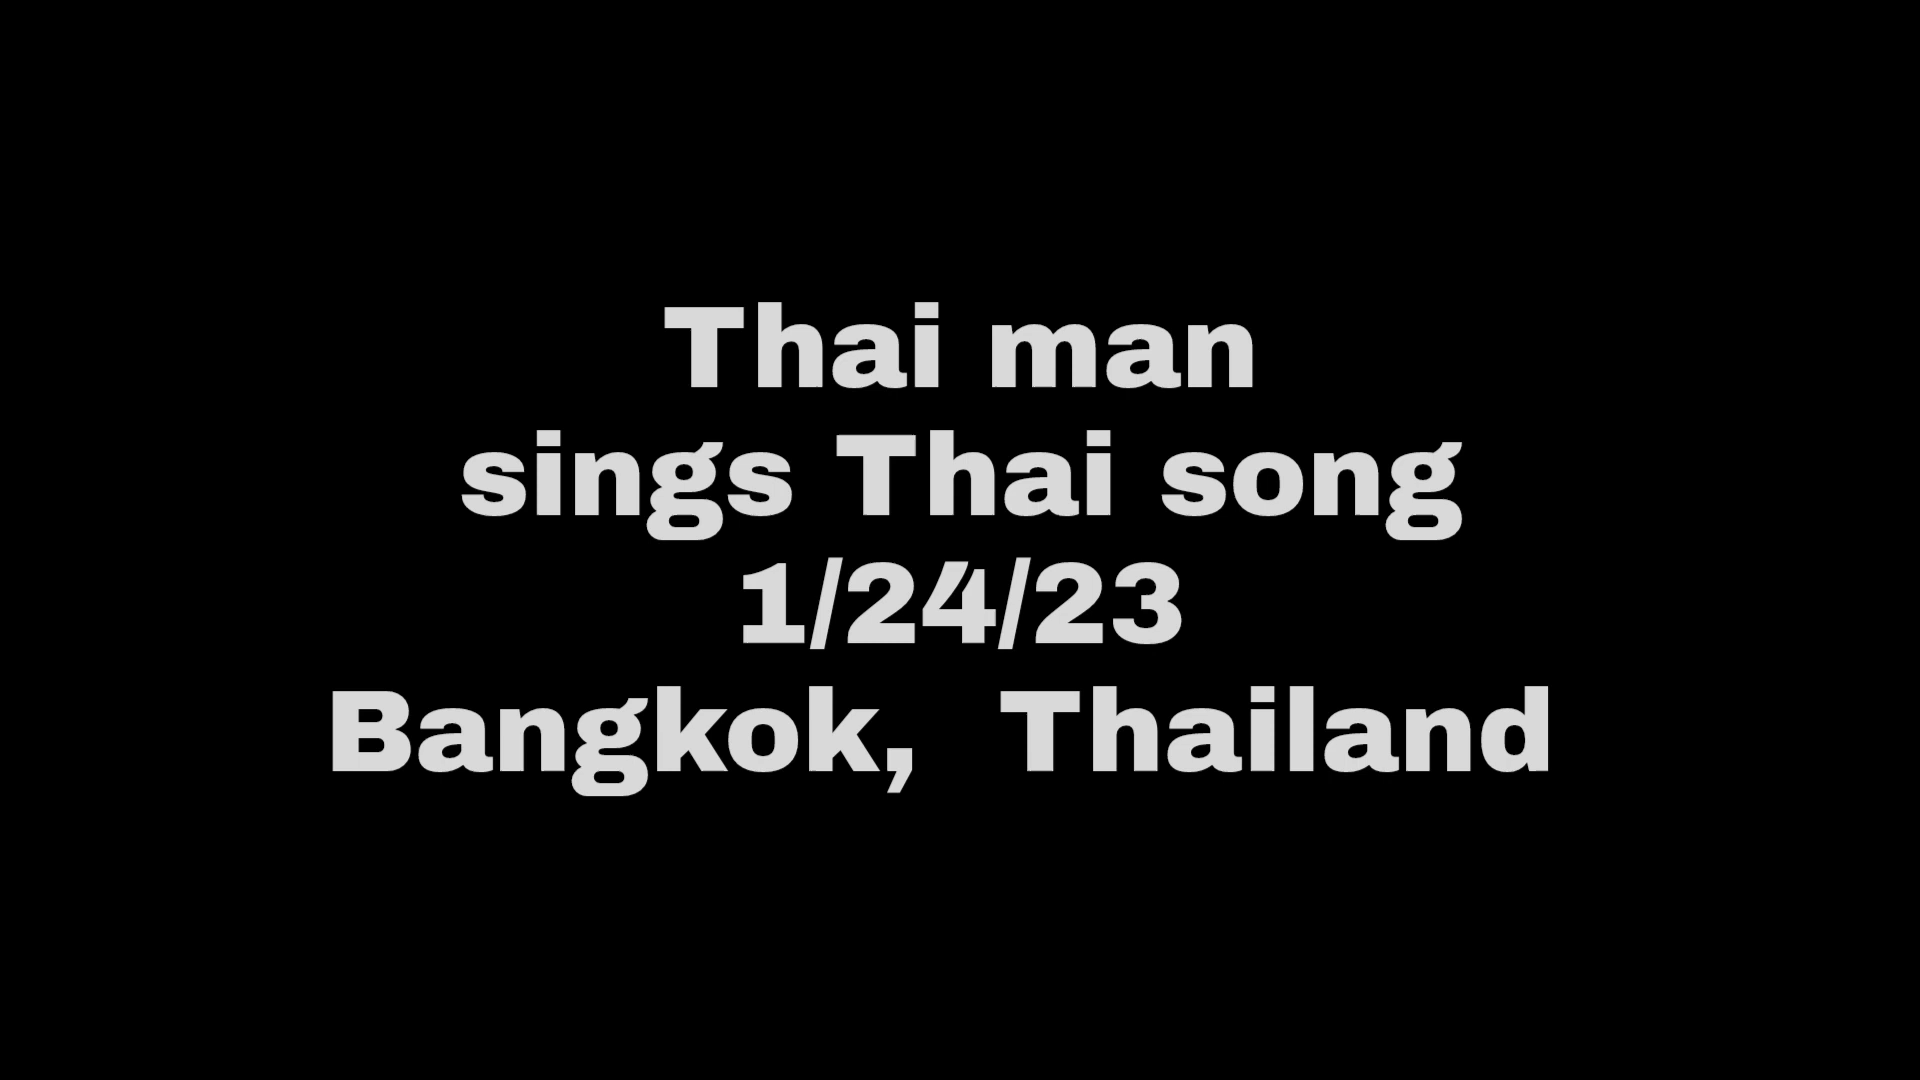 Thai man
sings Thai song
1/24/23
Bangkok,  Thailand